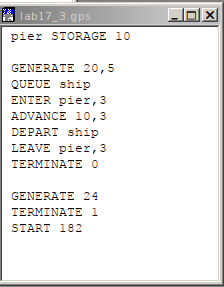 lab17_3.gps
pier STORAGE 10
GENERATE 20,5
QUEUE ship
ENTER pier,3
ADVANCE 10,3
DEPART ship
LEAVE pier,3
TERMINATE 0
GENERATE 24
TERMINATE 1
START 182